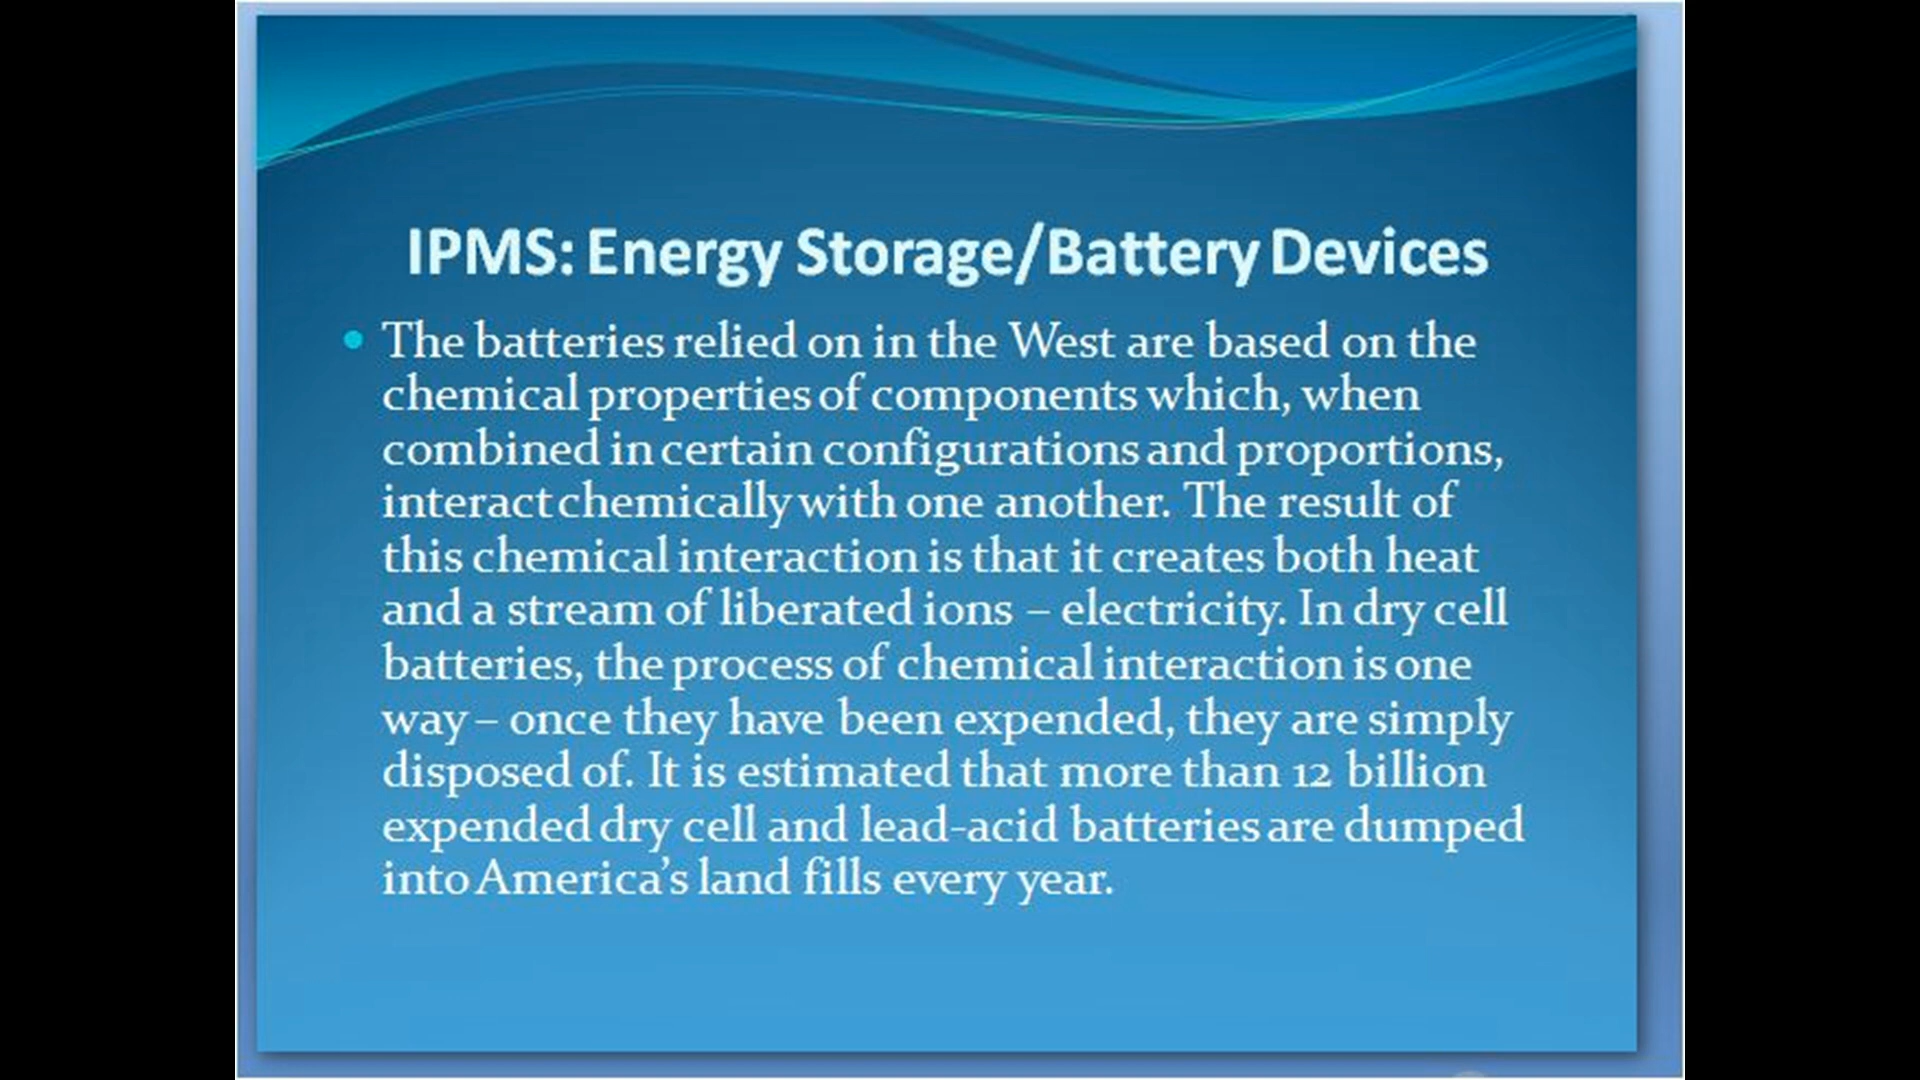 IPMS: Energy Storage/Battery Devices
• The batteries relied on in the West are based on the
chemical properties of components which, when
combined in certain configurations and proportions,
interact chemically with one another. The result of
this chemical interaction is that it creates both heat
and a stream of liberated ions – electricity. In dry cell
batteries, the process of chemical interaction is one
way – once they have been expended, they are simply
disposed of. It is estimated that more than 12 billion
expended dry cell and lead-acid batteries are dumped
into America’s land fills every year.